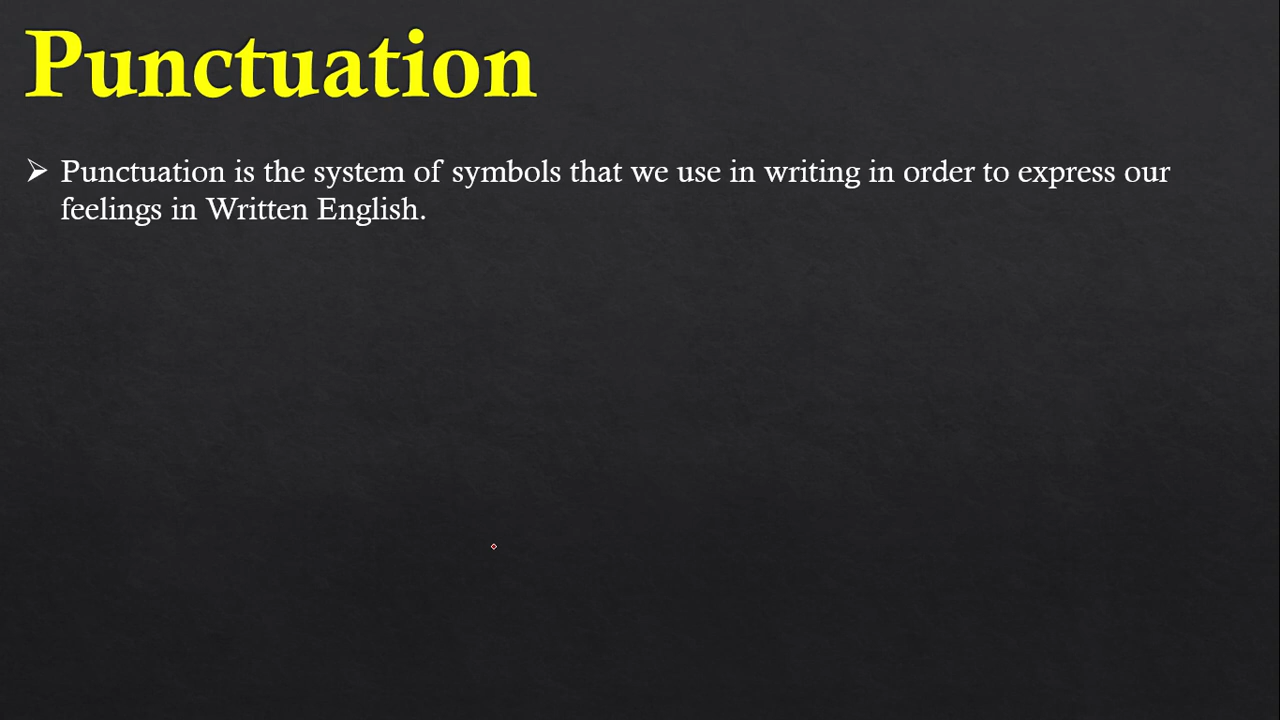 Punctuation
➢ Punctuation is the system of symbols that we use in writing in order to express our
feelings in Written English.